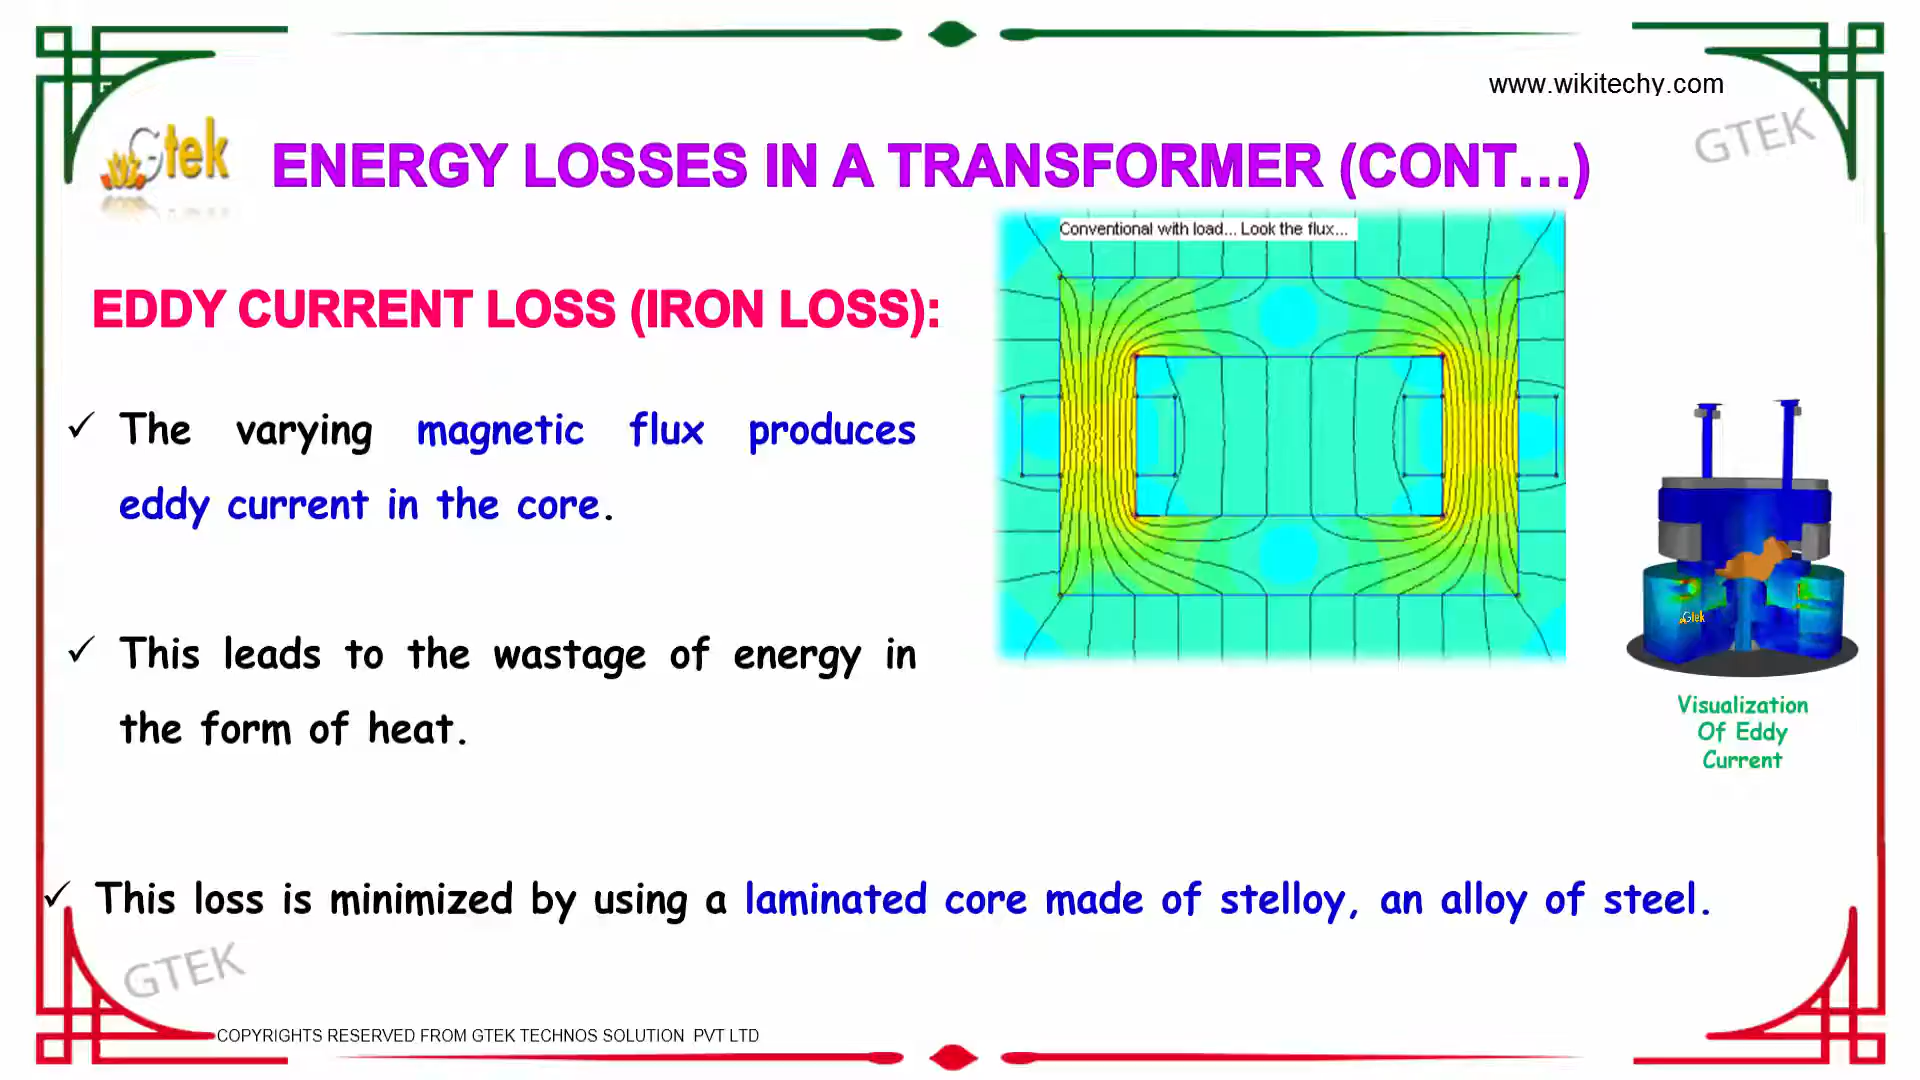 www.wikitechy.com
GTEK
Gtek
ENERGY LOSSES IN A TRANSFORMER (CONT...)
Conventional with load... Look the flux...
EDDY CURRENT LOSS (IRON LOSS):
✓ The varying magnetic flux produces
eddy current in the core.
Gtek
✓ This leads to the wastage of energy in
the form of heat.
Visualization
Of Eddy
Current
✓ This loss is minimized by using a laminated core made of stelloy, an alloy of steel.
GTEK
COPYRIGHTS RESERVED FROM GTEK TECHNOS SOLUTION PVT LTD